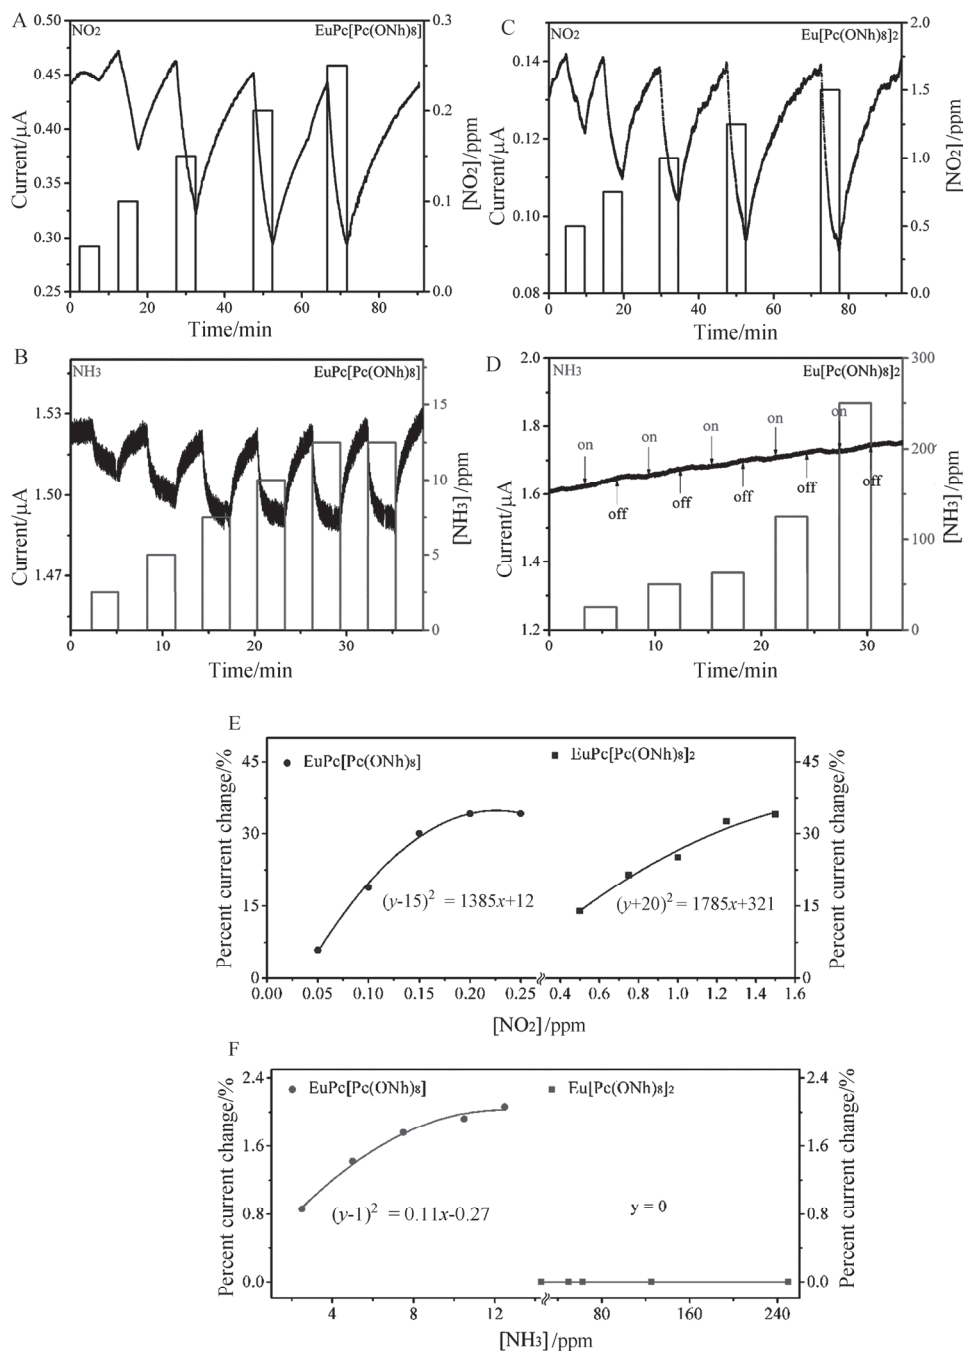 A
NO2
EuPc[Pc(ONh)8]
0.50
0.45
0.40
0.35
0.30
0.25
Current/μA
0.3
0.2
0.1
0.0
[NO2]/ppm
0
20
40
60
80
Time/min
C
NO2
Eu[Pc(ONh)8]2
0.14
0.12
0.10
0.08
Current/μA
2.0
1.5
1.0
0.5
0.0
[NO2]/ppm
0
20
40
60
80
Time/min
B
NH3
EuPc[Pc(ONh)8]
1.53
1.50
1.47
Current/μA
15
10
5
0
[NH3]/ppm
0
10
20
30
Time/min
D
NH3
Eu[Pc(ONh)8]2
2.0
1.8
1.6
1.4
1.2
Current/μA
300
200
100
0
[NH3]/ppm
on
on
on
on
on
off
off
off
off
off
0
10
20
30
Time/min
E
EuPc[Pc(ONh)8]
EuPc[Pc(ONh)8]2
45
30
15
0
Percent current change/%
45
30
15
0
Percent current change/%
(y-15)² = 1385x+12
(y+20)² = 1785x+321
0.00
0.05
0.10
0.15
0.20
0.25
0.4
0.6
0.8
1.0
1.2
1.4
1.6
[NO2]/ppm
F
EuPc[Pc(ONh)8]
Eu[Pc(ONh)8]2
2.4
1.6
0.8
0.0
Percent current change/%
2.4
1.6
0.8
0.0
Percent current change/%
(y-1)² = 0.11x-0.27
y = 0
4
8
12
80
160
240
[NH3]/ppm